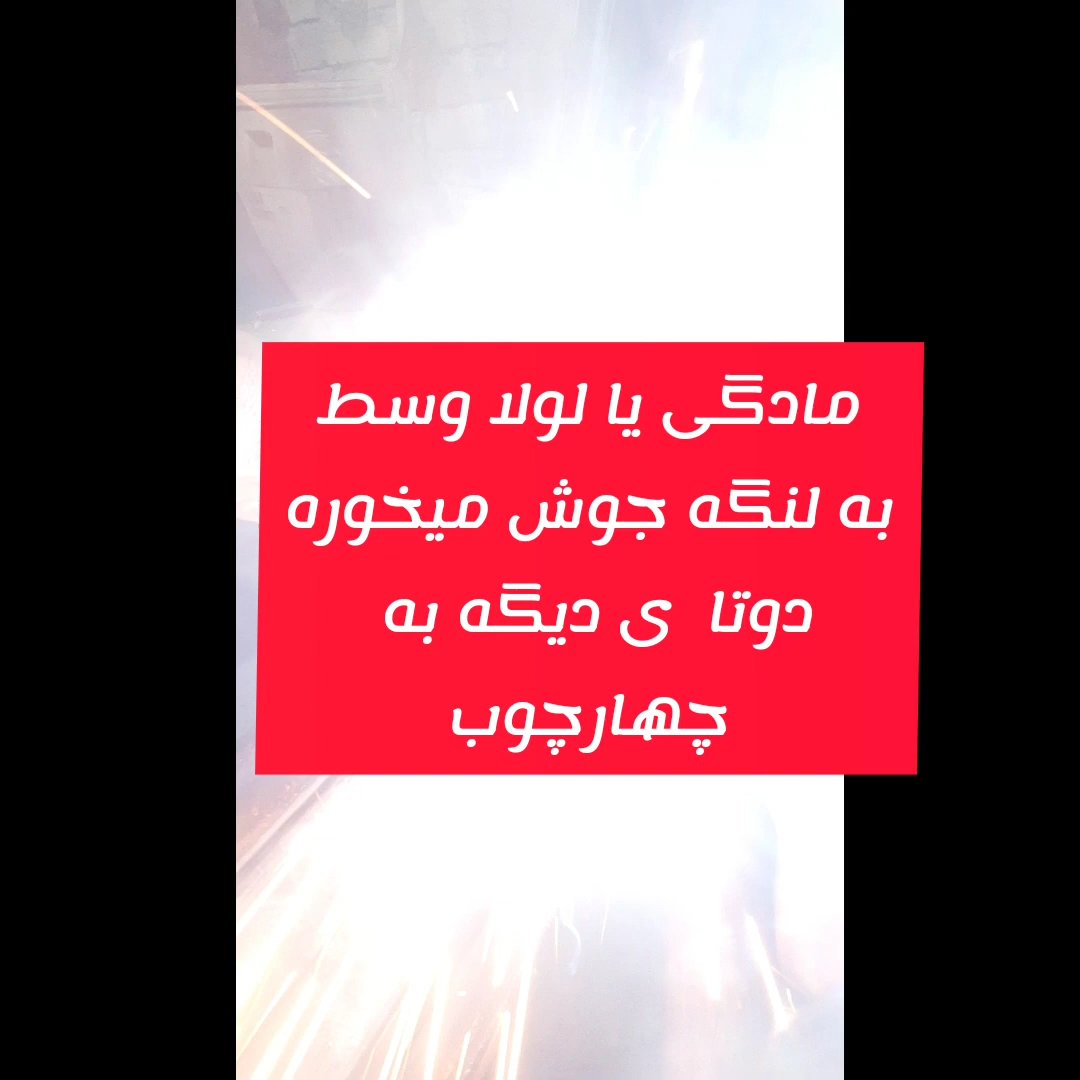 مادگی یا لولا وسط
به لنگه جوش میخوره
دوتا ی دیگه به
چهارچوب